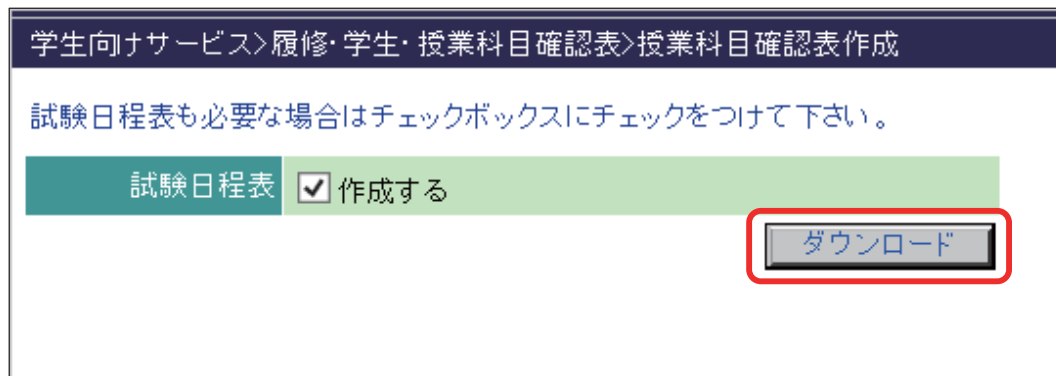 学生向けサービス>履修・学生・授業科目確認表>授業科目確認表作成
試験日程表も必要な場合はチェックボックスにチェックをつけて下さい。
試験日程表 作成する
ダウンロード